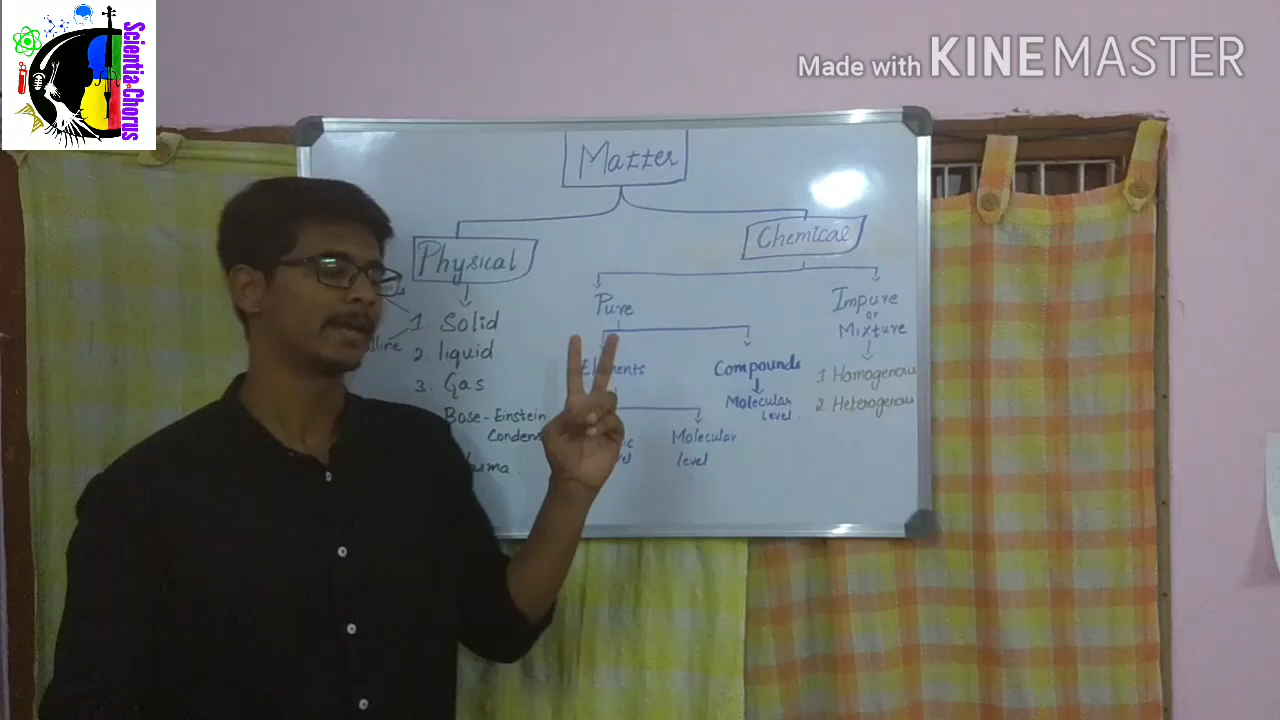 Scientia-Chorus
Made with KINEMASTER
Matter
Physical
Chemical
1. Solid
2 liquid
3. Gas
Bose-Einstein
Pure
Impure
or
Mixture
Elements
Compounds
Molecular
level.
Molecular
level
1 Homogenous
2. Heterogenous